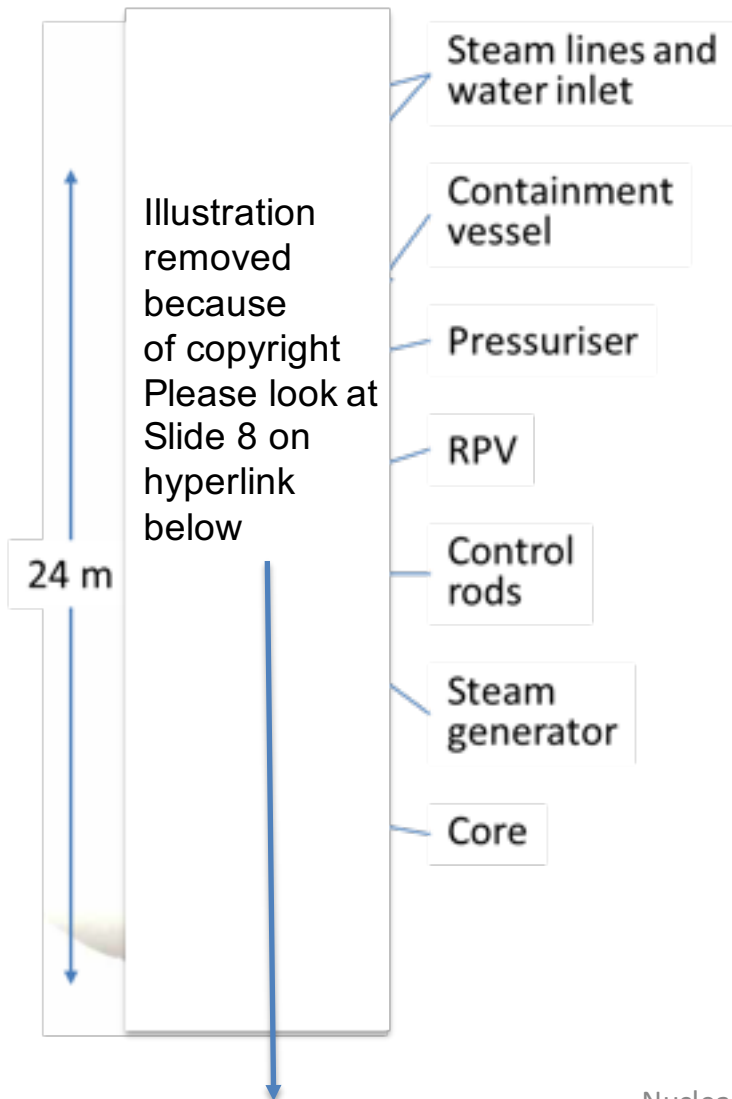 Steam lines and
water inlet
Containment
vessel
Illustration
removed
because
of copyright
Please look at
Slide 8 on
hyperlink
below
Pressuriser
RPV
Control
rods
24 m
Steam
generator
Core